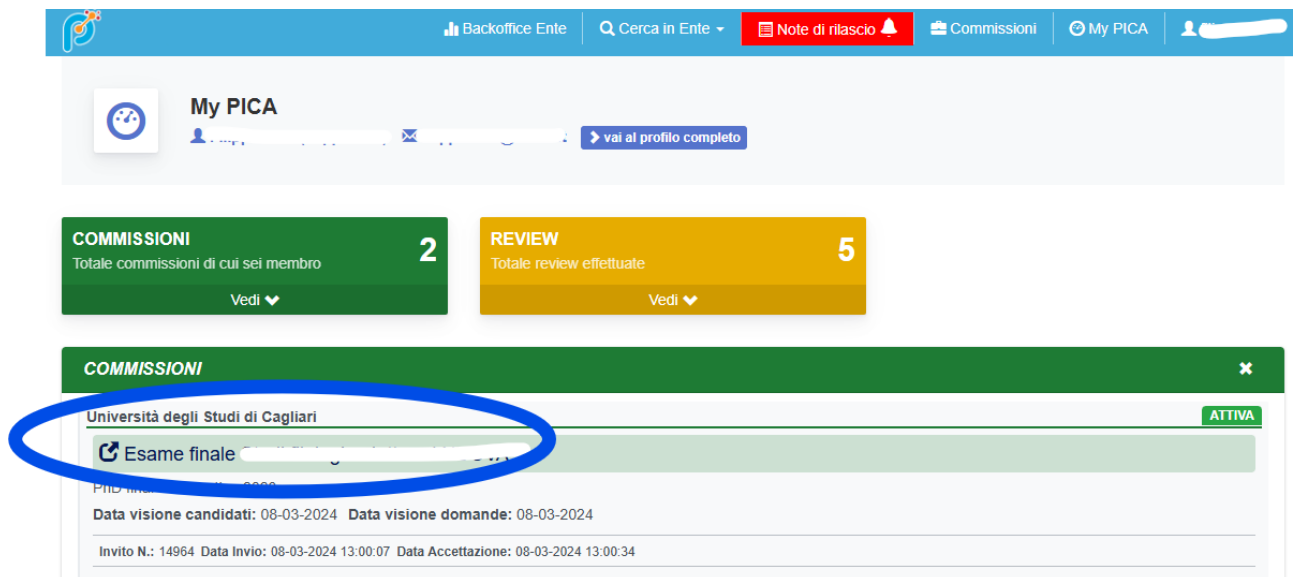 Backoffice Ente Cerca in Ente Note di rilascio Commissioni My PICA
My PICA
vai al profilo completo
COMMISSIONI 2
Totale commissioni di cui sei membro
Vedi
REVIEW 5
Totale review effettuate
Vedi
COMMISSIONI
Università degli Studi di Cagliari ATTIVA
Esame finale
PhD
Data visione candidati: 08-03-2024 Data visione domande: 08-03-2024
Invito N.: 14964 Data Invio: 08-03-2024 13:00:07 Data Accettazione: 08-03-2024 13:00:34